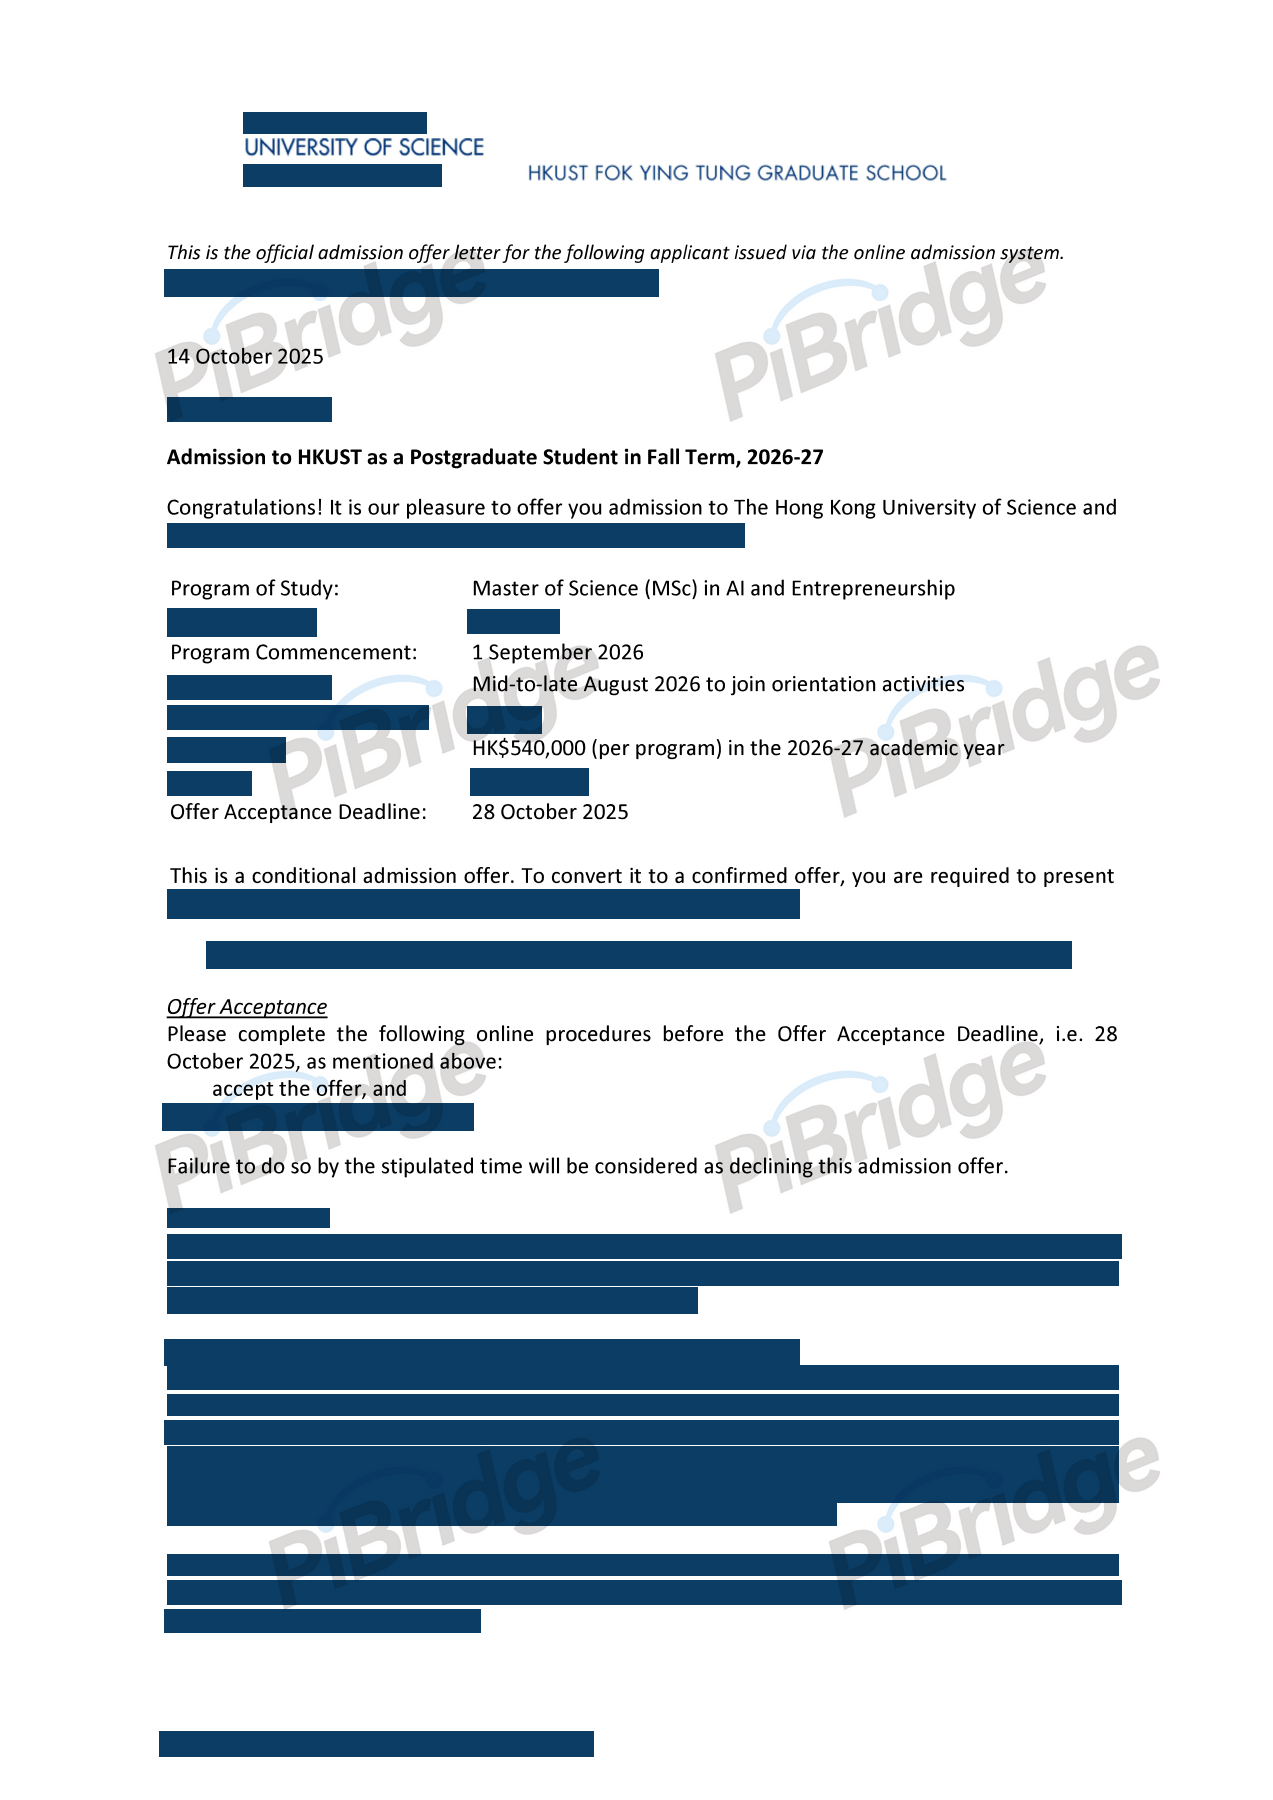 UNIVERSITY OF SCIENCE
HKUST FOK YING TUNG GRADUATE SCHOOL
This is the official admission offer letter for the following applicant issued via the online admission system.
14 October 2025
Admission to HKUST as a Postgraduate Student in Fall Term, 2026-27
Congratulations! It is our pleasure to offer you admission to The Hong Kong University of Science and
Program of Study: Master of Science (MSc) in AI and Entrepreneurship
Program Commencement: 1 September 2026
Mid-to-late August 2026 to join orientation activities
HK$540,000 (per program) in the 2026-27 academic year
Offer Acceptance Deadline: 28 October 2025
This is a conditional admission offer. To convert it to a confirmed offer, you are required to present
Offer Acceptance
Please complete the following online procedures before the Offer Acceptance Deadline, i.e. 28
October 2025, as mentioned above:
accept the offer, and
Failure to do so by the stipulated time will be considered as declining this admission offer.
PiBridge
PiBridge
PiBridge
PiBridge
PiBridge
PiBridge
PiBridge
PiBridge